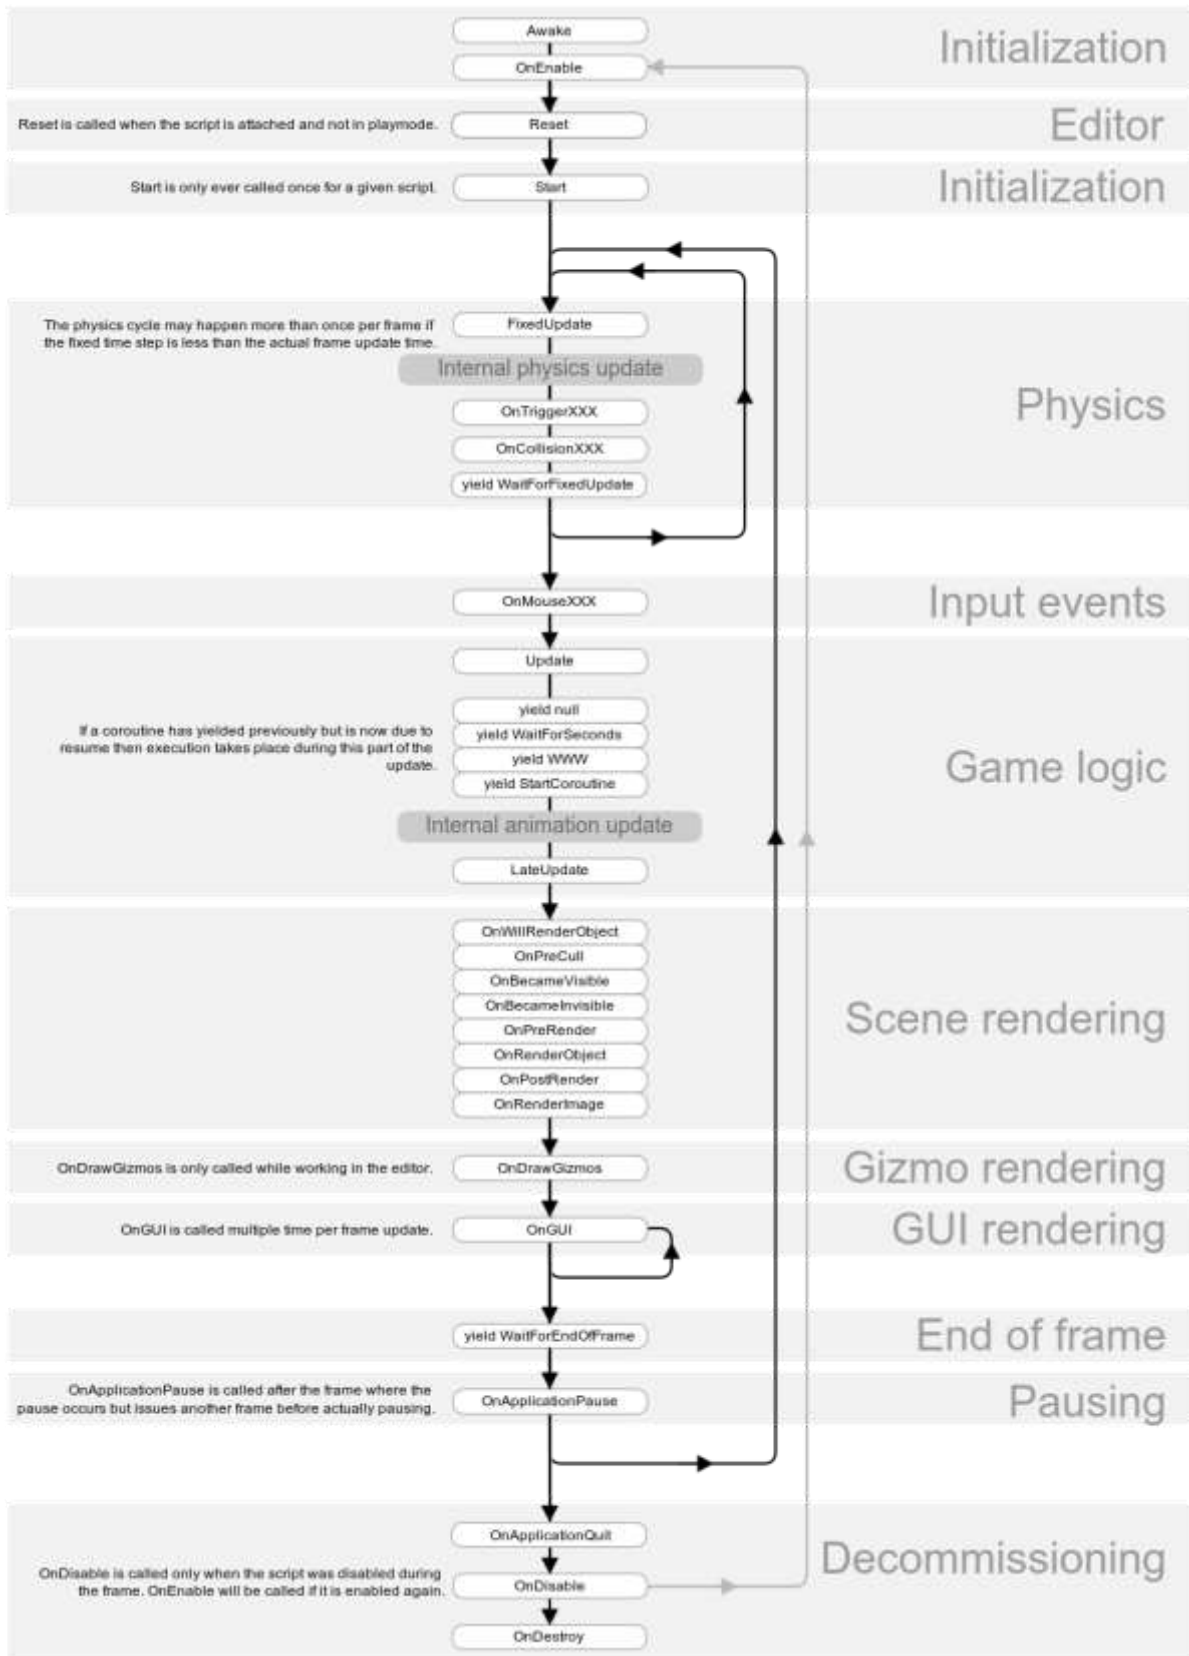 Awake
Initialization
OnEnable
Reset is called when the script is attached and not in playmode.
Reset
Editor
Start is only ever called once for a given script.
Start
Initialization
The physics cycle may happen more than once per frame if
the fixed time step is less than the actual frame update time.
FixedUpdate
Internal physics update
OnTriggerXXX
Physics
OnCollisionXXX
yield WaitForFixedUpdate
OnMouseXXX
Input events
Update
If a coroutine has yielded previously but is now due to
resume then execution takes place during this part of the
update.
yield null
yield WaitForSeconds
yield WWW
yield StartCoroutine
Game logic
Internal animation update
LateUpdate
OnWillRenderObject
OnPreCull
OnBecameVisible
OnBecameInvisible
OnPreRender
OnRenderObject
OnPostRender
OnRenderImage
Scene rendering
OnDrawGizmos is only called while working in the editor.
OnDrawGizmos
Gizmo rendering
OnGUI is called multiple time per frame update.
OnGUI
GUI rendering
yield WaitForEndOfFrame
End of frame
OnApplicationPause is called after the frame where the
pause occurs but issues another frame before actually pausing.
OnApplicationPause
Pausing
OnApplicationQuit
Decommissioning
OnDisable is called only when the script was disabled during
the frame. OnEnable will be called if it is enabled again.
OnDisable
OnDestroy